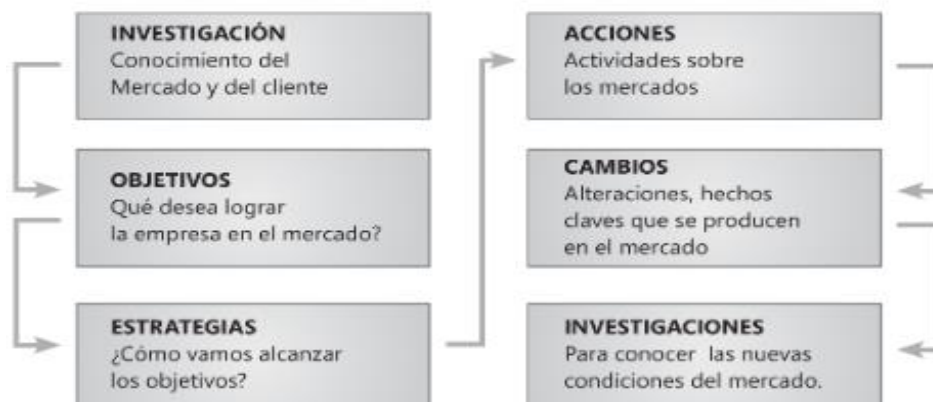 INVESTIGACIÓN
Conocimiento del
Mercado y del cliente
OBJETIVOS
Qué desea lograr
la empresa en el mercado?
ESTRATEGIAS
¿Cómo vamos alcanzar
los objetivos?
ACCIONES
Actividades sobre
los mercados
CAMBIOS
Alteraciones, hechos
claves que se producen
en el mercado
INVESTIGACIONES
Para conocer las nuevas
condiciones del mercado.